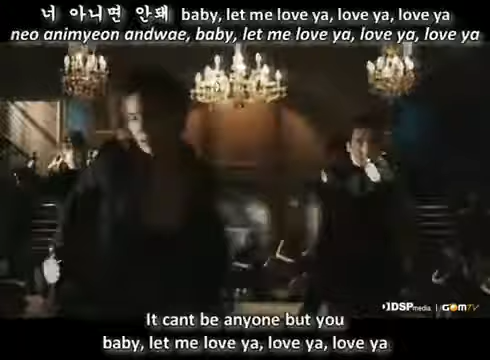 너 아니면 안돼 baby, let me love ya, love ya, love ya
neo animyeon andwae, baby, let me love ya, love ya, love ya
DSPmedia | GOMTV
It cant be anyone but you
baby, let me love ya, love ya, love ya